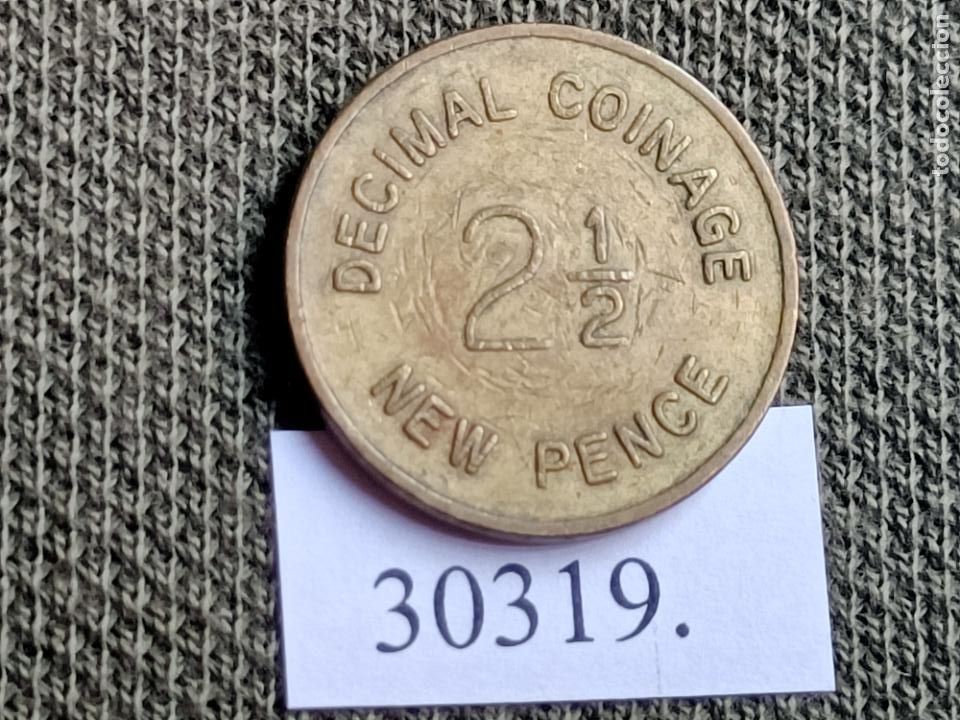 DECIMAL COINAGE
2 1/2
NEW PENCE
30319.
todocoleccion